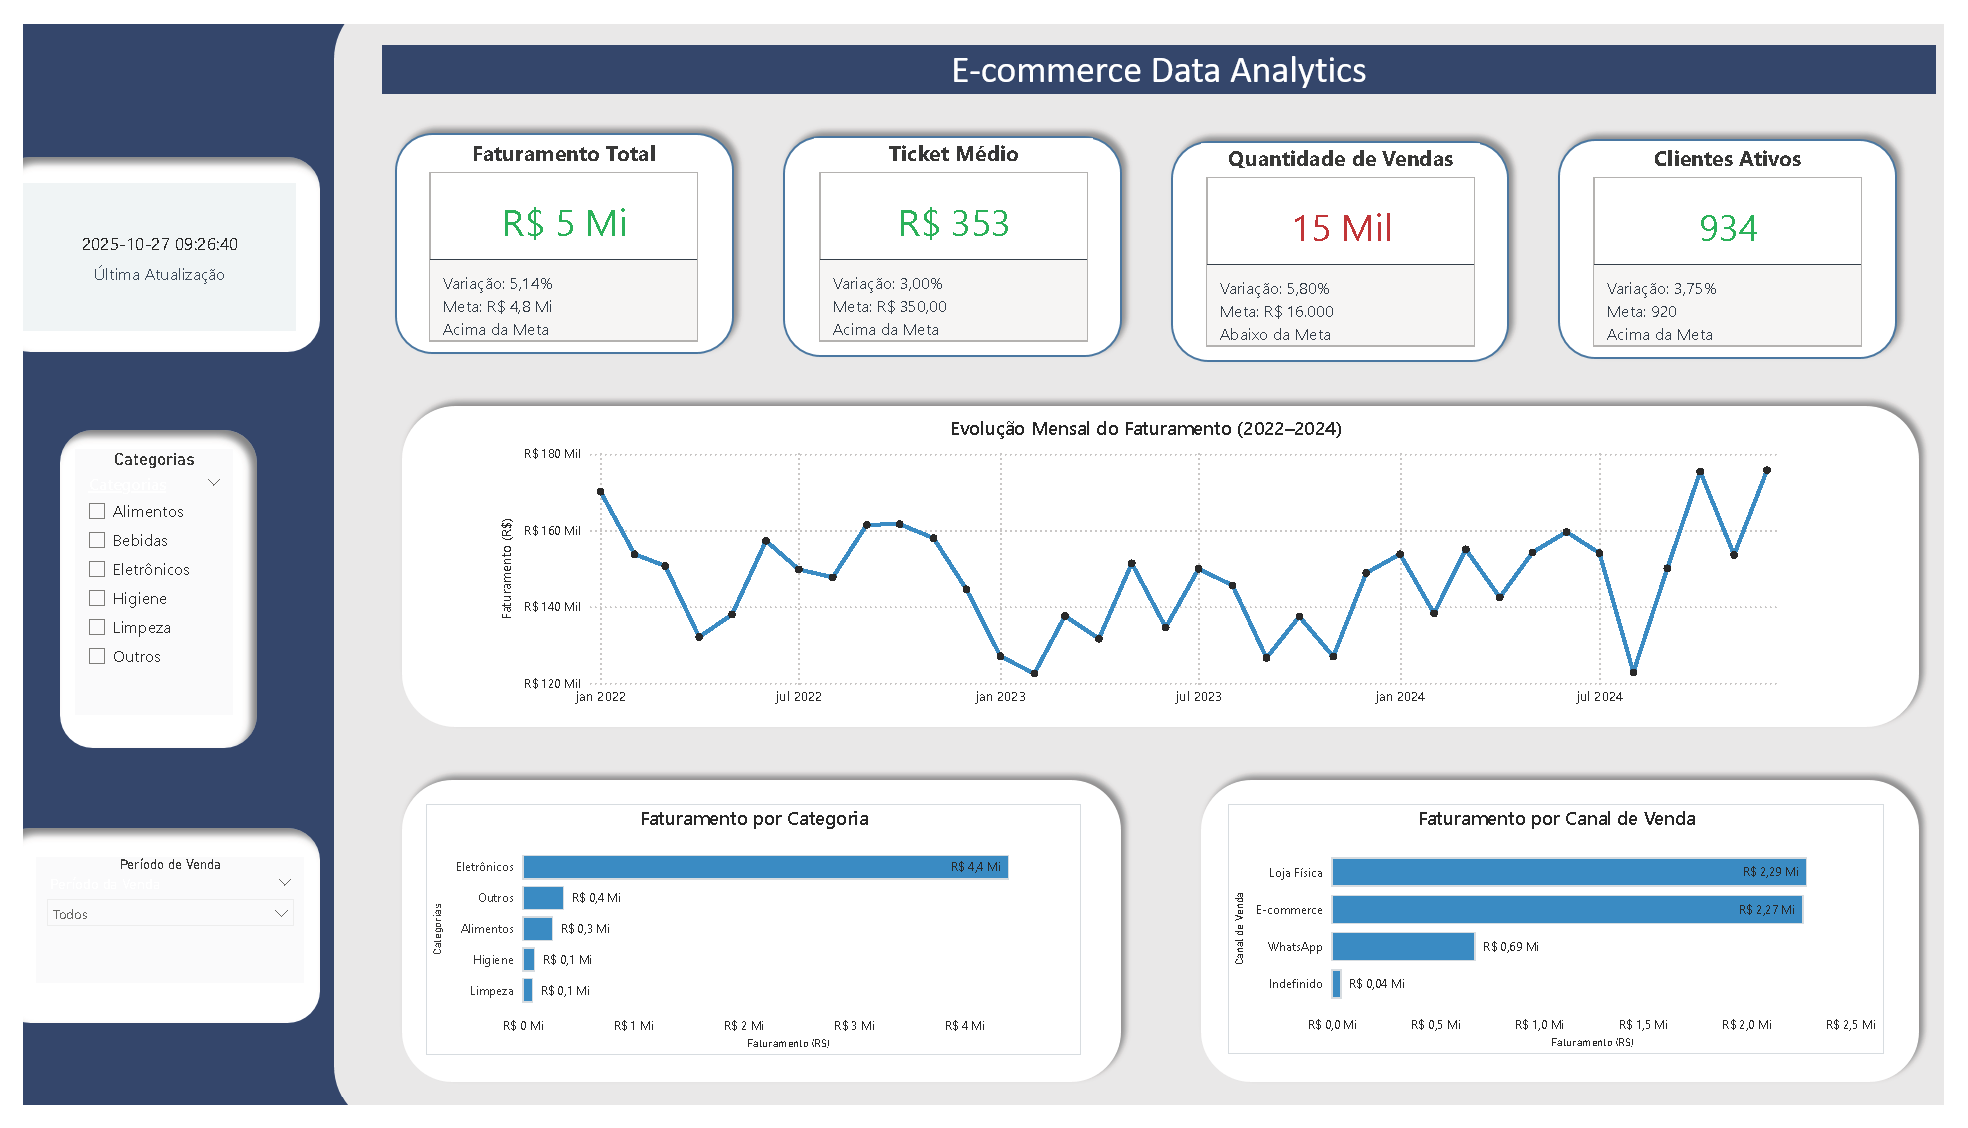 E-commerce Data Analytics
Faturamento Total
R$ 5 Mi
Variação: 5,14%
Meta: R$ 4,8 Mi
Acima da Meta
Ticket Médio
R$ 353
Variação: 3,00%
Meta: R$ 350,00
Acima da Meta
Quantidade de Vendas
15 Mil
Variação: 5,80%
Meta: R$ 16.000
Abaixo da Meta
Clientes Ativos
934
Variação: 3,75%
Meta: 920
Acima da Meta
2025-10-27 09:26:40
Última Atualização
Categorias
Categorias
Alimentos
Bebidas
Eletrônicos
Higiene
Limpeza
Outros
Período de Venda
Período de Venda
Todos
Evolução Mensal do Faturamento (2022–2024)
Faturamento (R$)
R$ 180 Mil
R$ 160 Mil
R$ 140 Mil
R$ 120 Mil
jan 2022
jul 2022
jan 2023
jul 2023
jan 2024
jul 2024
Faturamento por Categoria
Categorias
Eletrônicos
R$ 4,4 Mi
Outros
R$ 0,4 Mi
Alimentos
R$ 0,3 Mi
Higiene
R$ 0,1 Mi
Limpeza
R$ 0,1 Mi
R$ 0 Mi
R$ 1 Mi
R$ 2 Mi
R$ 3 Mi
R$ 4 Mi
Faturamento (R$)
Faturamento por Canal de Venda
Canal de Venda
Loja Física
R$ 2,29 Mi
E-commerce
R$ 2,27 Mi
WhatsApp
R$ 0,69 Mi
Indefinido
R$ 0,04 Mi
R$ 0,0 Mi
R$ 0,5 Mi
R$ 1,0 Mi
R$ 1,5 Mi
R$ 2,0 Mi
R$ 2,5 Mi
Faturamento (R$)